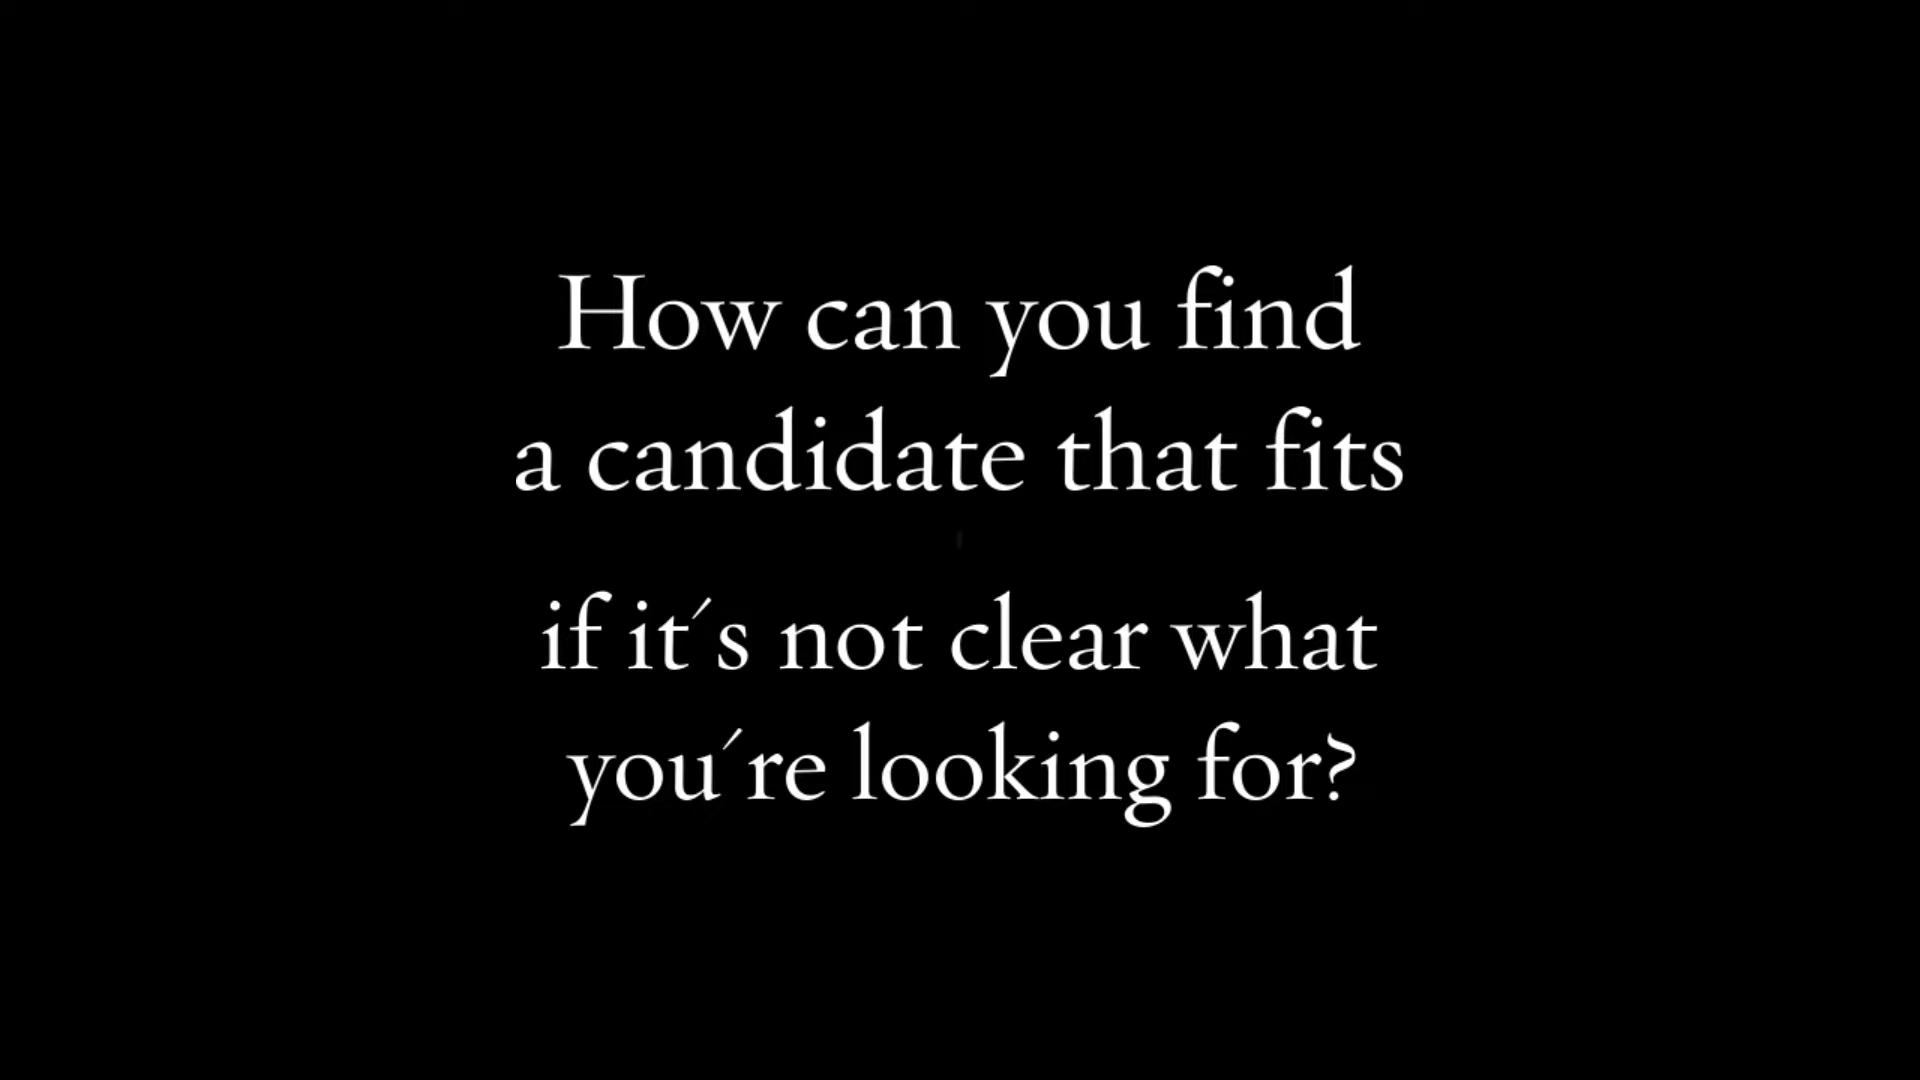 How can you find
a candidate that fits
if it´s not clear what
you´re looking for?